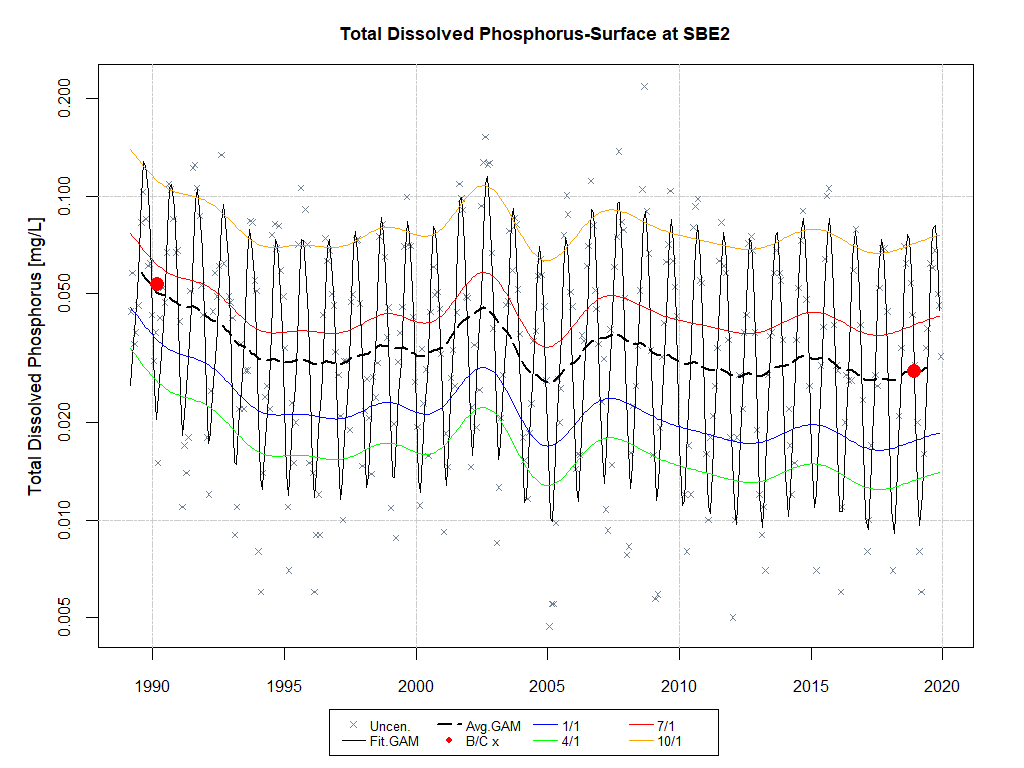 Total Dissolved Phosphorus-Surface at SBE2
Total Dissolved Phosphorus [mg/L]
0.200
0.100
0.050
0.020
0.010
0.005
1990 1995 2000 2005 2010 2015 2020
Uncen. Avg.GAM 1/1 7/1
Fit.GAM B/C x 4/1 10/1